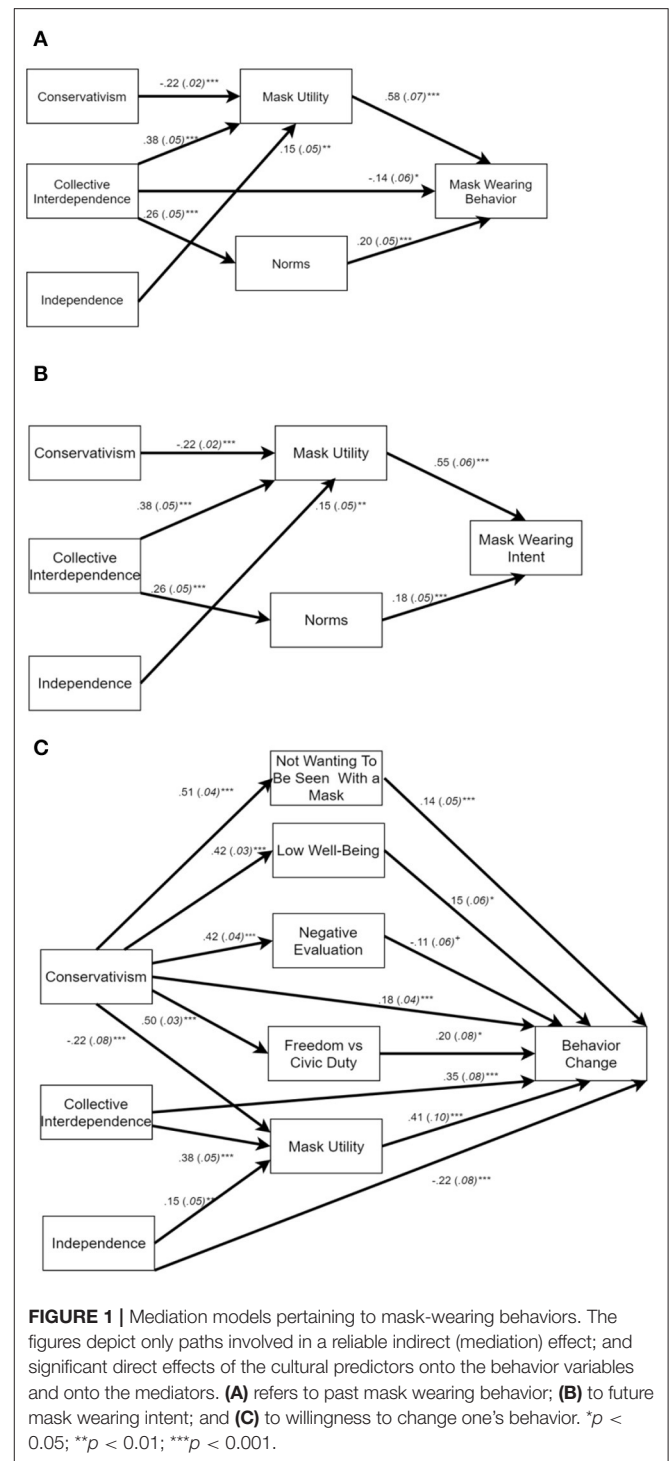 A
-.22 (.02)***
.58 (.07)***
Conservativism
Mask Utility
.38 (.05)***
.15 (.05)**
-.14 (.06)*
Collective
Interdependence
Mask Wearing
Behavior
.26 (.05)***
.20 (.05)***
Norms
Independence
B
-.22 (.02)***
.55 (.06)***
Conservativism
Mask Utility
.38 (.05)***
.15 (.05)**
Collective
Interdependence
Mask Wearing
Intent
.26 (.05)***
.18 (.05)***
Norms
Independence
C
Not Wanting To
Be Seen With a
Mask
.51 (.04)***
.14 (.05)***
.42 (.03)***
Low Well-Being
.15 (.06)*
.42 (.04)***
Negative
Evaluation
-.11 (.06)+
Conservativism
.18 (.04)***
.50 (.03)***
-.22 (.08)***
Freedom vs
Civic Duty
.20 (.08)*
Behavior
Change
.35 (.08)***
Collective
Interdependence
Mask Utility
.41 (.10)***
.38 (.05)***
-.22 (.08)***
.15 (.05)**
Independence
FIGURE 1 | Mediation models pertaining to mask-wearing behaviors. The
figures depict only paths involved in a reliable indirect (mediation) effect; and
significant direct effects of the cultural predictors onto the behavior variables
and onto the mediators. (A) refers to past mask wearing behavior; (B) to future
mask wearing intent; and (C) to willingness to change one's behavior. *p <
0.05; **p < 0.01; ***p < 0.001.